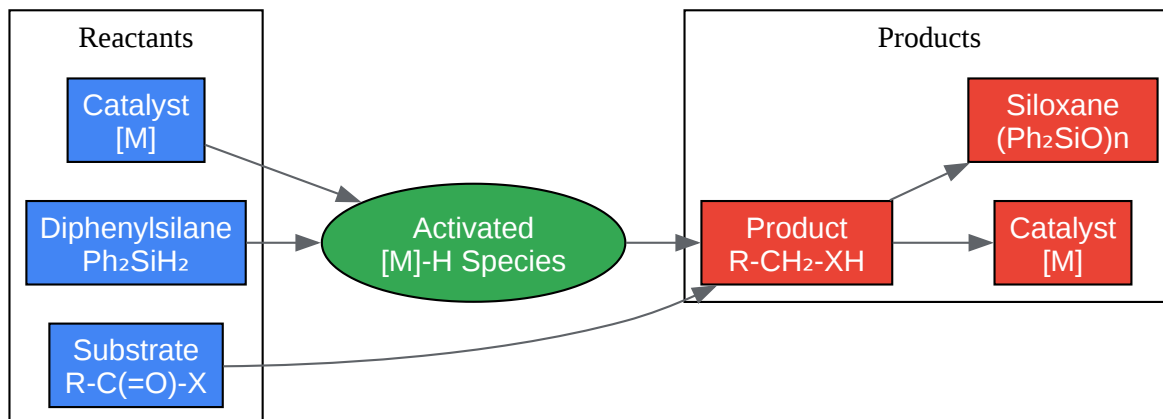 Reactants
Catalyst
[M]
Diphenylsilane
Ph₂SiH₂
Substrate
R-C(=O)-X
Activated
[M]-H Species
Products
Product
R-CH₂-XH
Siloxane
(Ph₂SiO)n
Catalyst
[M]